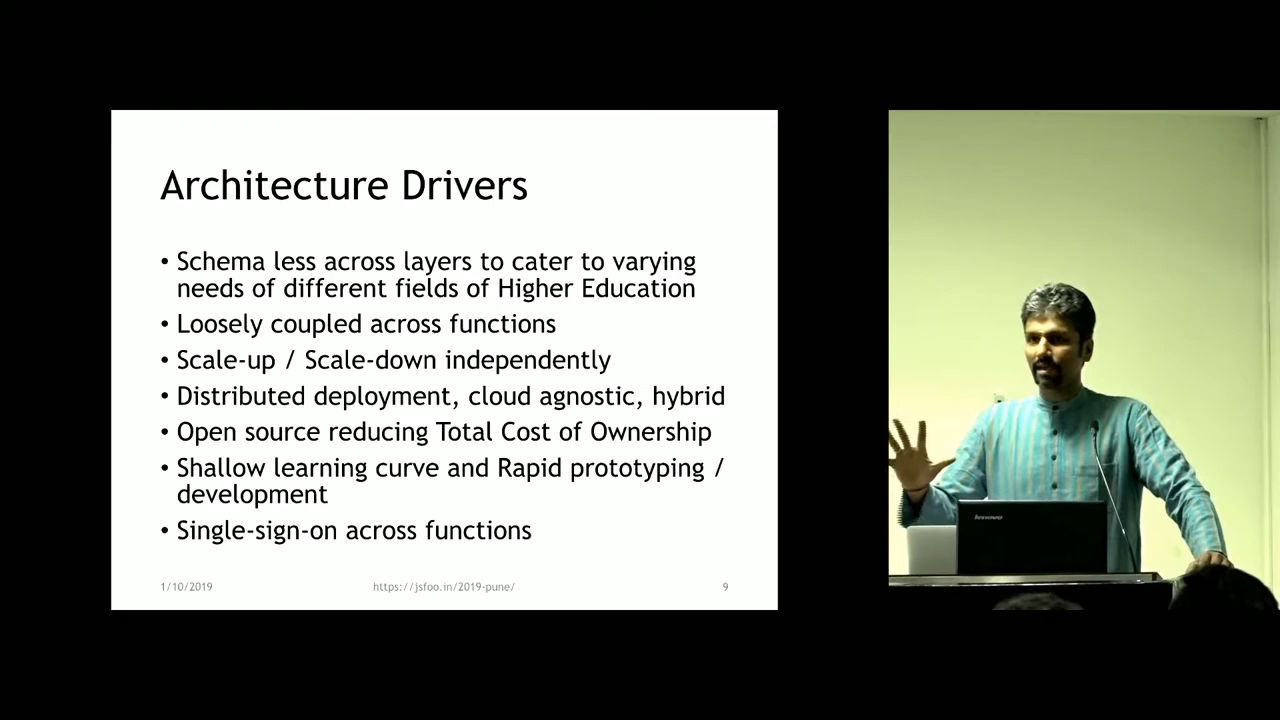 Architecture Drivers
• Schema less across layers to cater to varying
needs of different fields of Higher Education
• Loosely coupled across functions
• Scale-up / Scale-down independently
• Distributed deployment, cloud agnostic, hybrid
• Open source reducing Total Cost of Ownership
• Shallow learning curve and Rapid prototyping /
development
• Single-sign-on across functions
1/10/2019
https://jsfoo.in/2019-pune/
9
lenovo